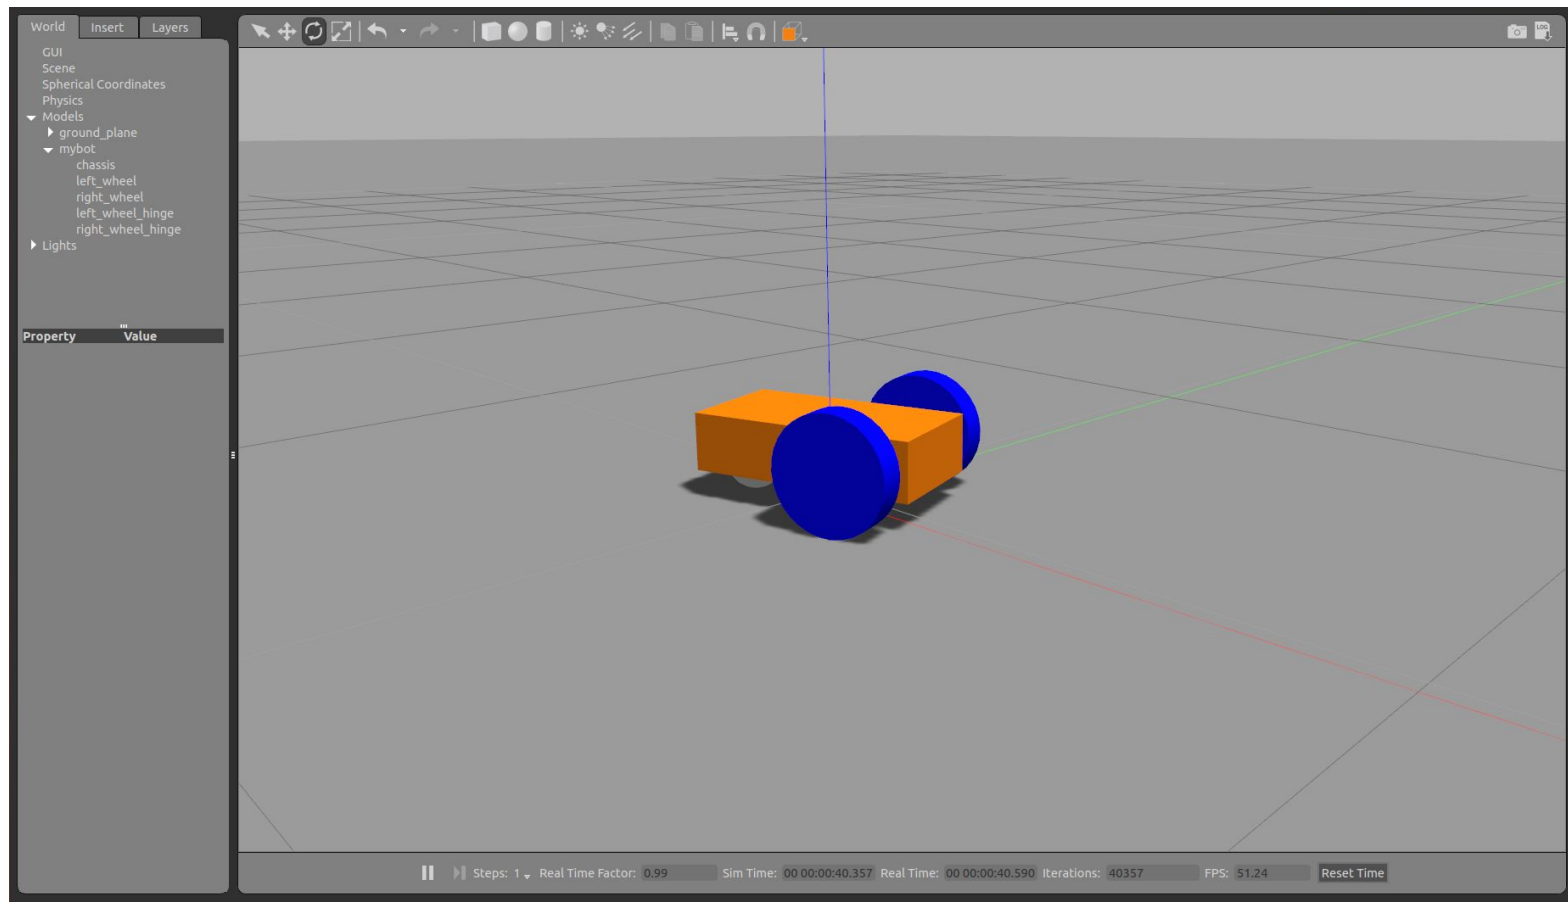 World Insert Layers
GUI
Scene
Spherical Coordinates
Physics
Models
ground_plane
mybot
chassis
left_wheel
right_wheel
left_wheel_hinge
right_wheel_hinge
Lights
Property Value
LOG
Steps: 1 Real Time Factor: 0.99 Sim Time: 00 00:00:40.357 Real Time: 00 00:00:40.590 Iterations: 40357 FPS: 51.24 Reset Time